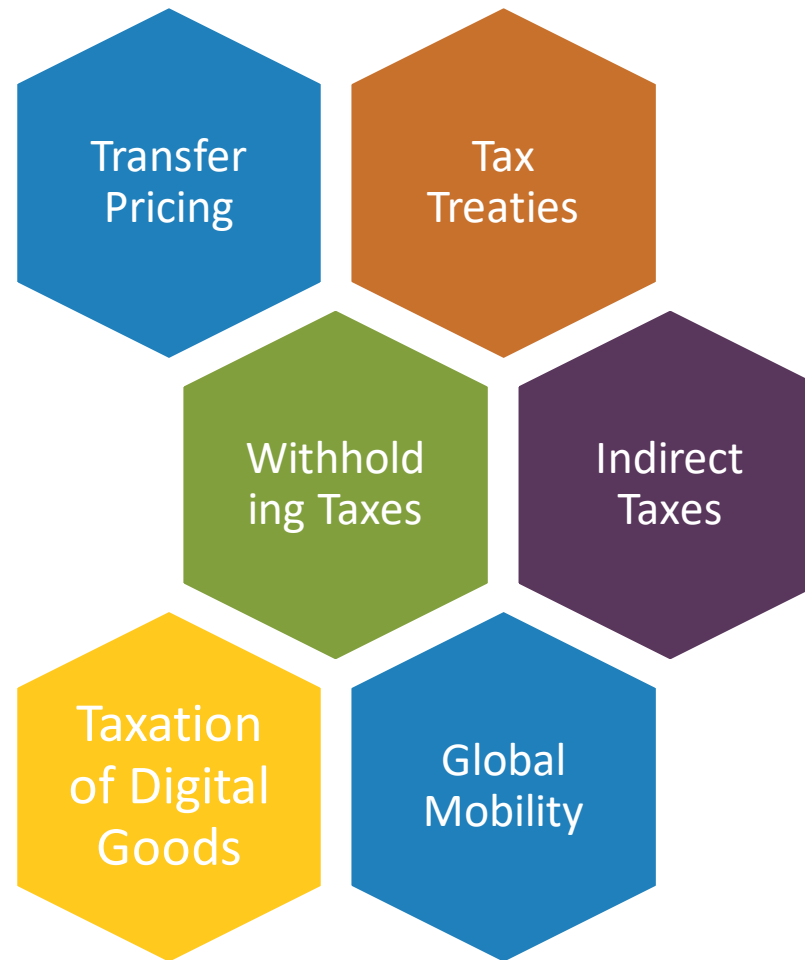 Transfer
Pricing
Tax
Treaties
Withhold
ing Taxes
Indirect
Taxes
Taxation
of Digital
Goods
Global
Mobility